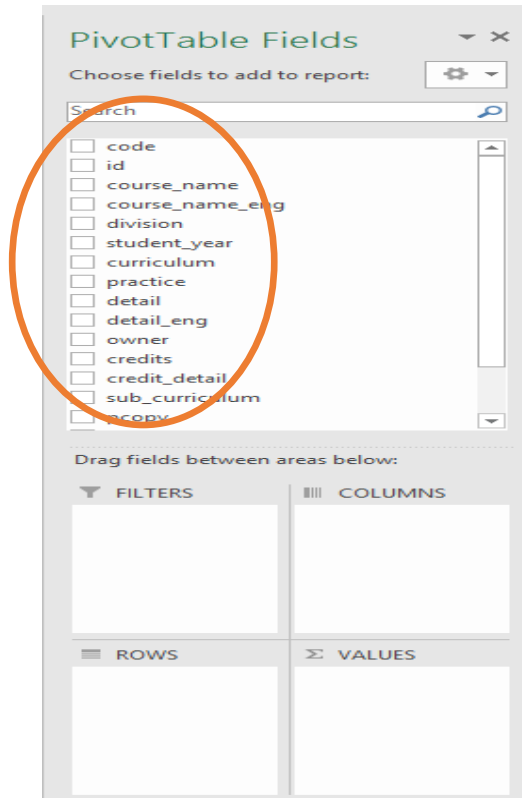 PivotTable Fields
Choose fields to add to report:
Search
code
id
course_name
course_name_eng
division
student_year
curriculum
practice
detail
detail_eng
owner
credits
credit_detail
sub_curriculum
pcopy
Drag fields between areas below:
FILTERS
COLUMNS
ROWS
Σ VALUES